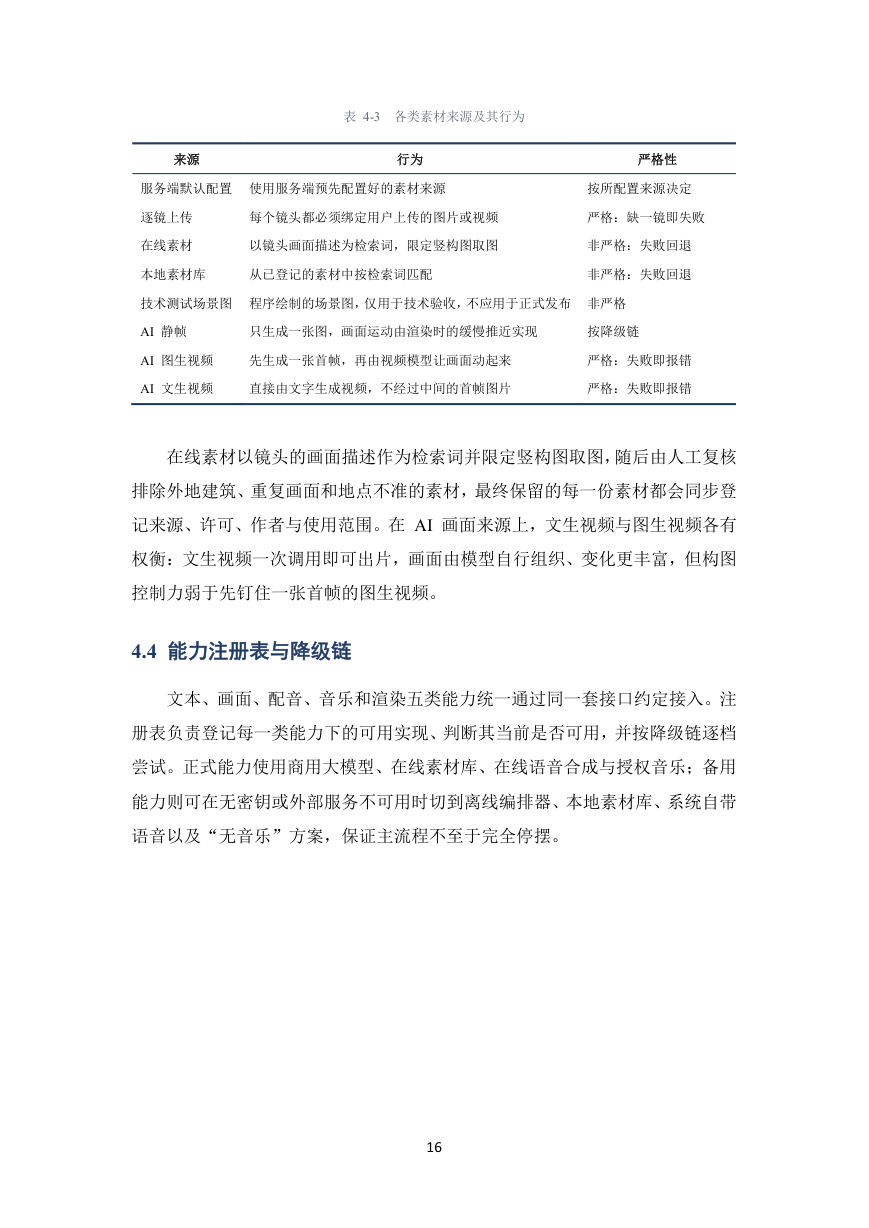 表 4-3 各类素材来源及其行为
来源 行为 严格性
服务端默认配置 使用服务端预先配置好的素材来源 按所配置来源决定
逐镜上传 每个镜头都必须绑定用户上传的图片或视频 严格：缺一镜即失败
在线素材 以镜头画面描述为检索词，限定竖构图取图 非严格：失败回退
本地素材库 从已登记的素材中按检索词匹配 非严格：失败回退
技术测试场景图 程序绘制的场景图，仅用于技术验收，不应用于正式发布 非严格
AI 静帧 只生成一张图，画面运动由渲染时的缓慢推近实现 按降级链
AI 图生视频 先生成一张首帧，再由视频模型让画面动起来 严格：失败即报错
AI 文生视频 直接由文字生成视频，不经过中间的首帧图片 严格：失败即报错
在线素材以镜头的画面描述作为检索词并限定竖构图取图，随后由人工复核
排除外地建筑、重复画面和地点不准的素材，最终保留的每一份素材都会同步登
记来源、许可、作者与使用范围。在 AI 画面来源上，文生视频与图生视频各有
权衡：文生视频一次调用即可出片，画面由模型自行组织、变化更丰富，但构图
控制力弱于先钉住一张首帧的图生视频。
4.4 能力注册表与降级链
文本、画面、配音、音乐和渲染五类能力统一通过同一套接口约定接入。注
册表负责登记每一类能力下的可用实现、判断其当前是否可用，并按降级链逐档
尝试。正式能力使用商用大模型、在线素材库、在线语音合成与授权音乐；备用
能力则可在无密钥或外部服务不可用时切到离线编排器、本地素材库、系统自带
语音以及“无音乐”方案，保证主流程不至于完全停摆。
16